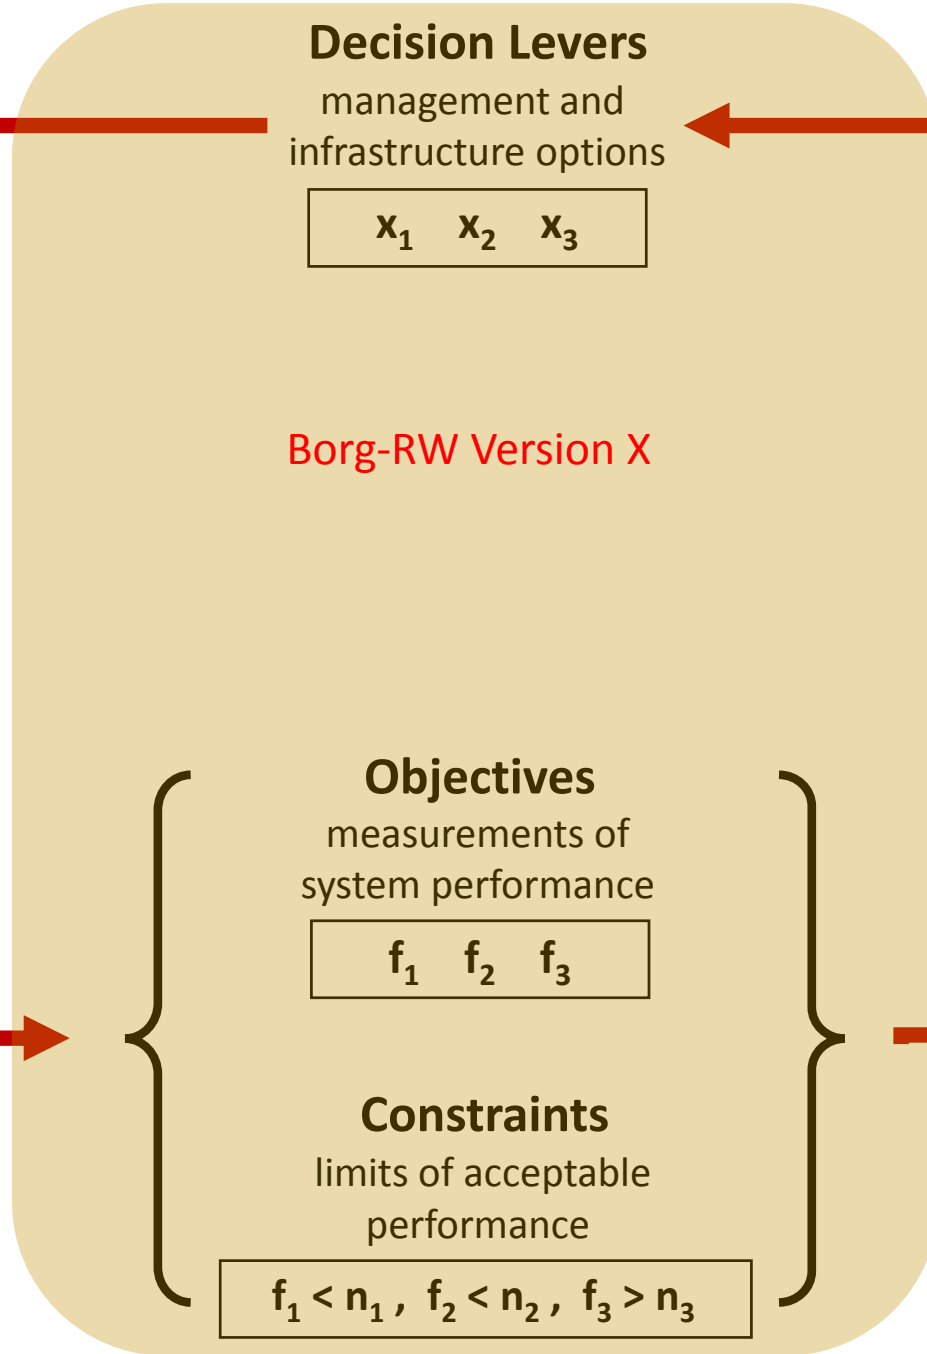 Decision Levers
management and
infrastructure options
x₁ x₂ x₃
Borg-RW Version X
Objectives
measurements of
system performance
f₁ f₂ f₃
Constraints
limits of acceptable
performance
f₁ < n₁ , f₂ < n₂ , f₃ > n₃